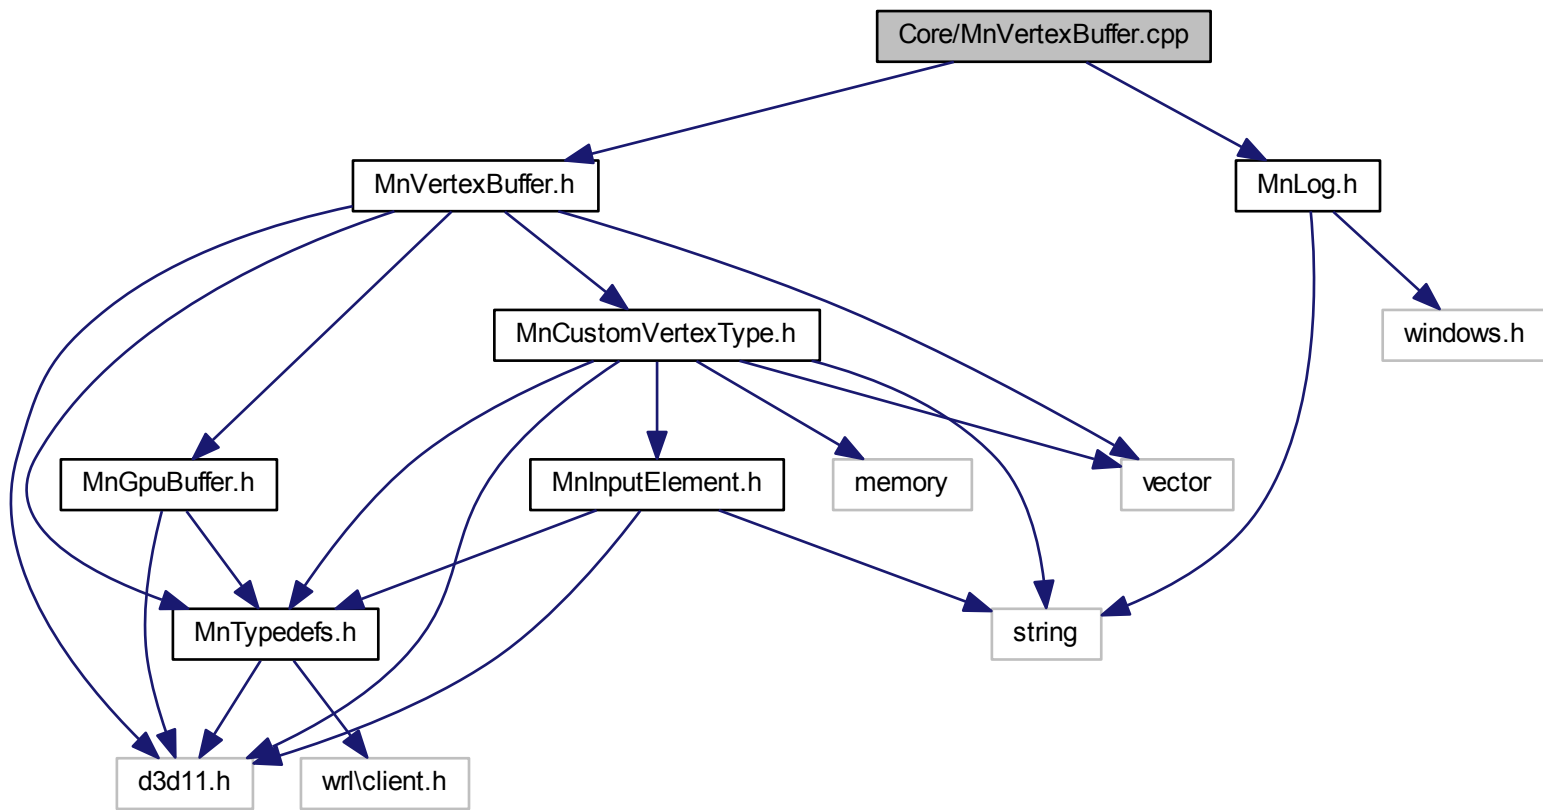 Core/MnVertexBuffer.cpp
MnVertexBuffer.h
MnLog.h
MnCustomVertexType.h
windows.h
MnGpuBuffer.h
MnInputElement.h
memory
vector
MnTypedefs.h
string
d3d11.h
wrl\client.h